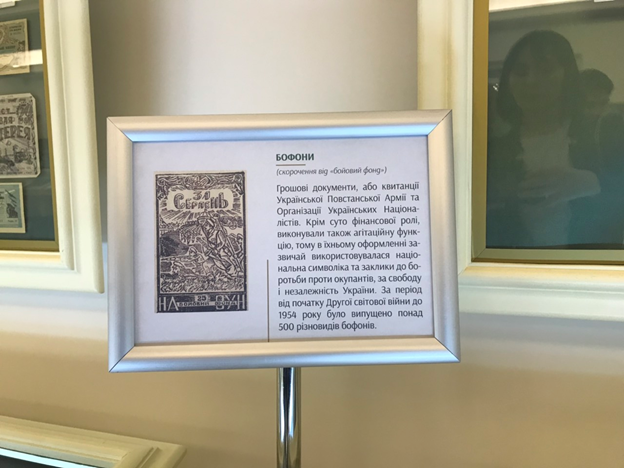 БОФОНИ
(скорочення від «бойовий фонд»)
Грошові документи, або квитанції
Української Повстанської Армії та
Організації Українських Націона-
лістів. Крім суто фінансової ролі,
виконували також агітаційну функ-
цію, тому в їхньому оформленні за-
звичай використовувалася націо-
нальна символіка та заклики до бо-
ротьби проти окупантів, за свободу
і незалежність України. За період
від початку Другої світової війни до
1954 року було випущено понад
500 різновидів бофонів.
ЗА
НА